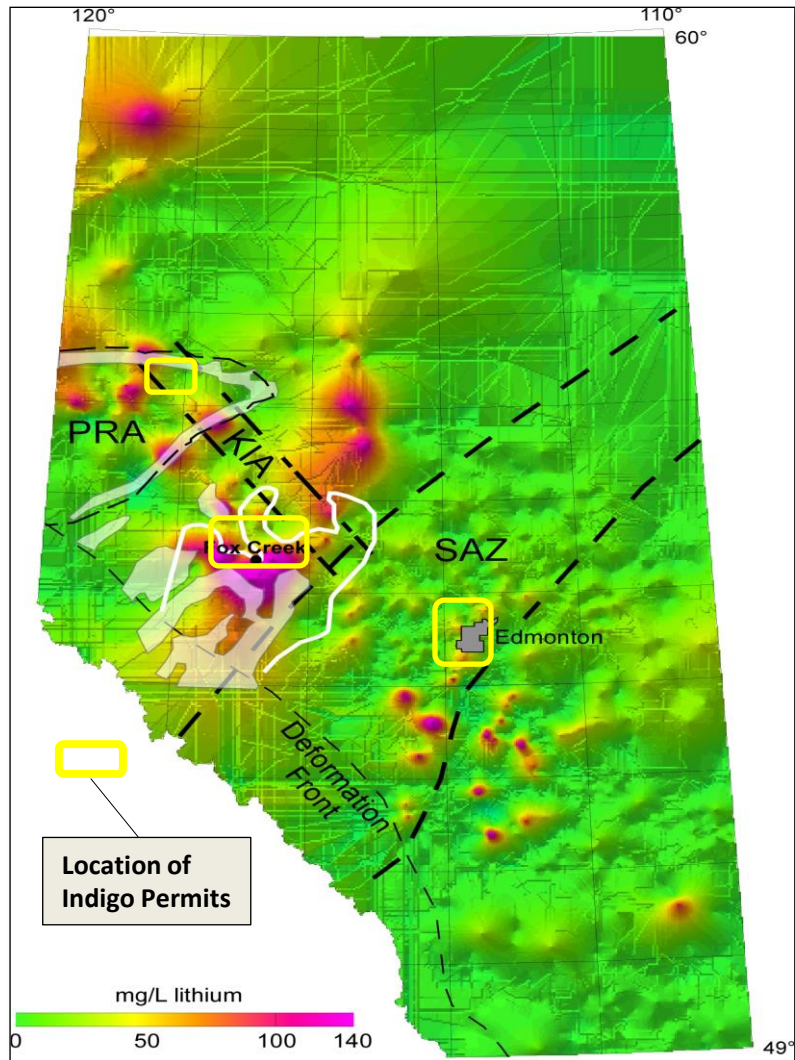 120°
110°
60°
PRA
KIA
Fox Creek
SAZ
Edmonton
Deformation
Front
Location of
Indigo Permits
mg/L lithium
0 50 100 140
49°